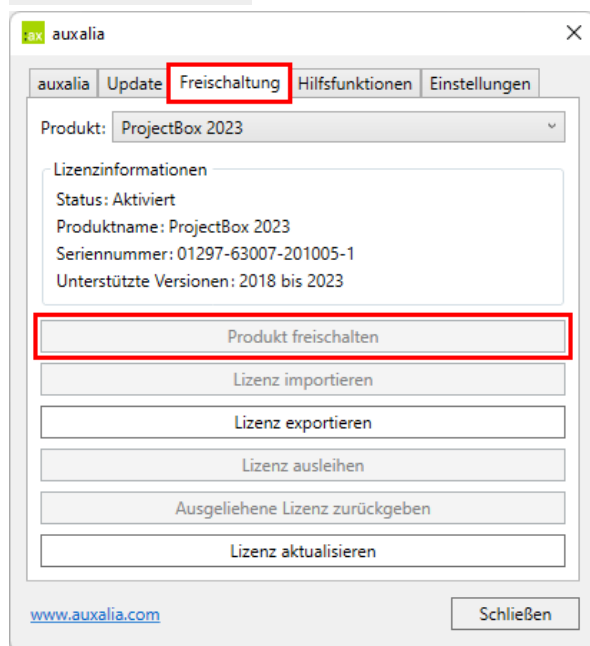 :ax auxalia
auxalia Update Freischaltung Hilfsfunktionen Einstellungen
Produkt: ProjectBox 2023
Lizenzinformationen
Status: Aktiviert
Produktname: ProjectBox 2023
Seriennummer: 01297-63007-201005-1
Unterstützte Versionen: 2018 bis 2023
Produkt freischalten
Lizenz importieren
Lizenz exportieren
Lizenz ausleihen
Ausgeliehene Lizenz zurückgeben
Lizenz aktualisieren
www.auxalia.com Schließen